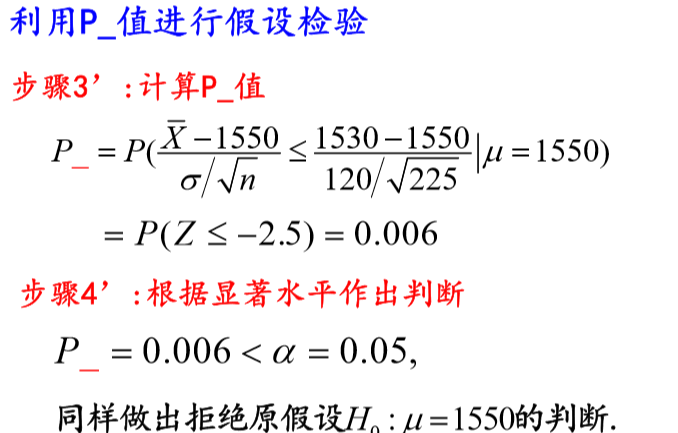 利用P_值进行假设检验
步骤3’:计算P_值
P_ = P(X̅−1550 / σ/√n ≤ 1530−1550 / 120/√225 | μ = 1550)
= P(Z ≤ −2.5) = 0.006
步骤4’:根据显著水平作出判断
P_ = 0.006 < α = 0.05,
同样做出拒绝原假设H₀ : μ = 1550的判断.